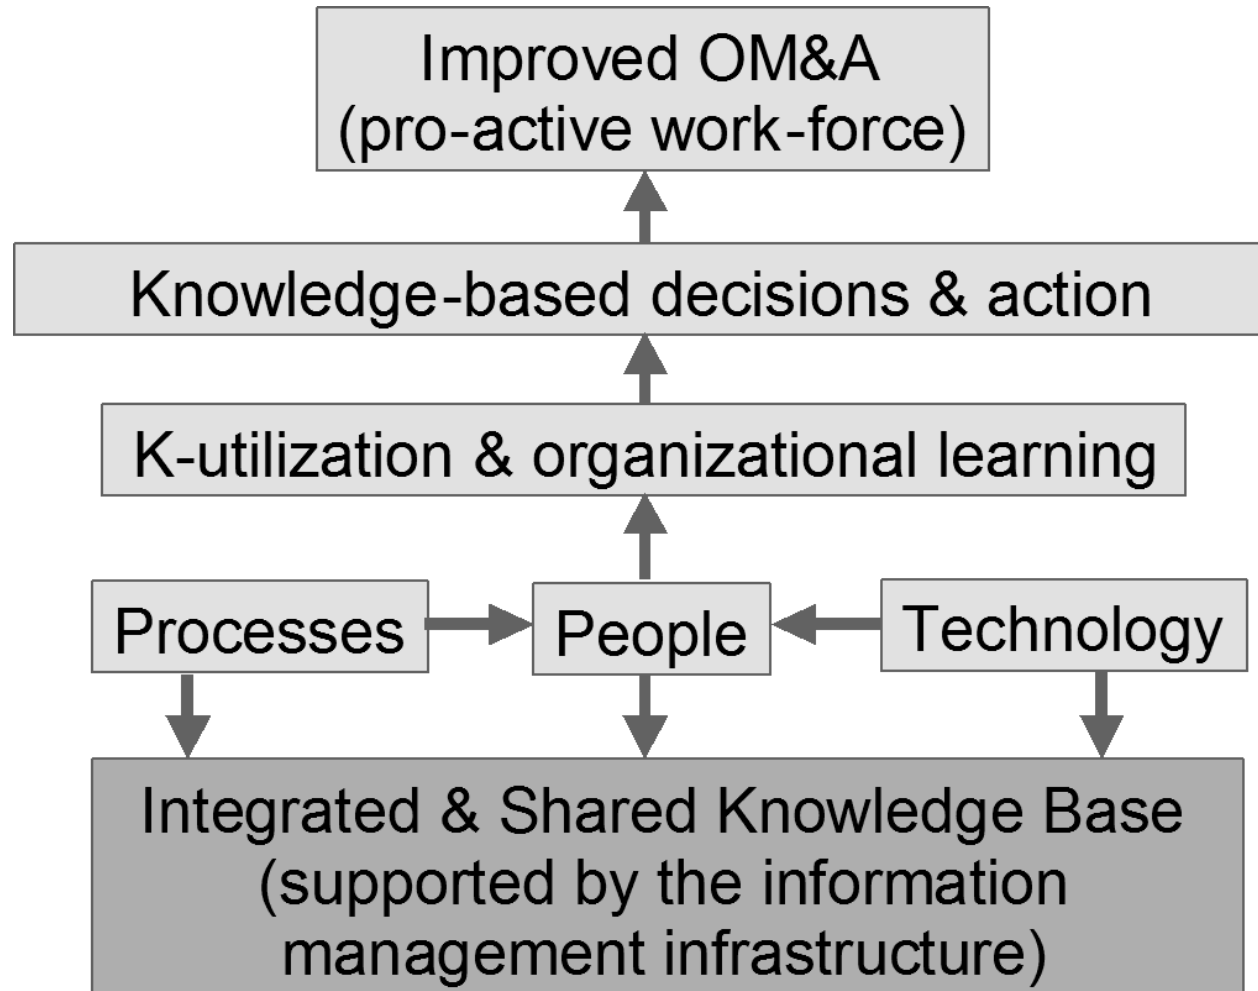 Improved OM&A
(pro-active work-force)
Knowledge-based decisions & action
K-utilization & organizational learning
Processes
People
Technology
Integrated & Shared Knowledge Base
(supported by the information
management infrastructure)